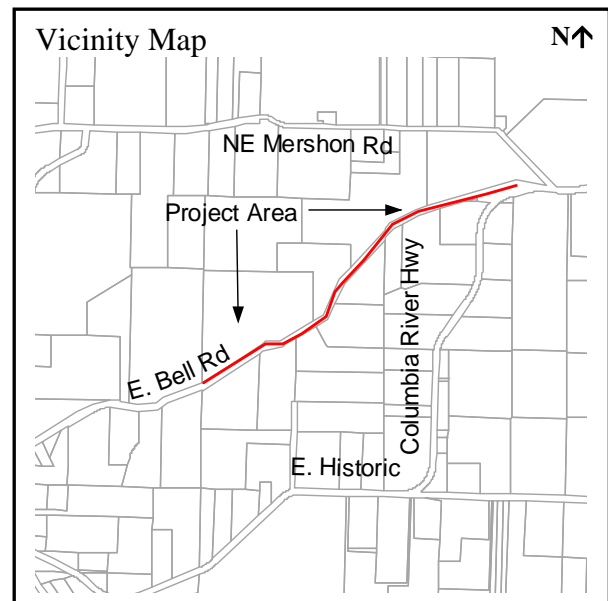 Vicinity Map
N↑
NE Mershon Rd
Project Area
Columbia River Hwy
E. Bell Rd
E. Historic